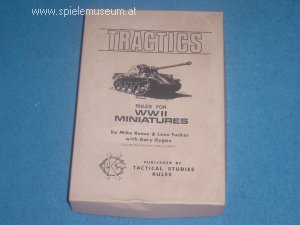 www.spielemuseum.at
TRACTICS
RULES FOR
WWII
MINIATURES
by Mike Reese & Leon Tucker
with Gary Gygax
PUBLISHED BY
TACTICAL STUDIES
RULES